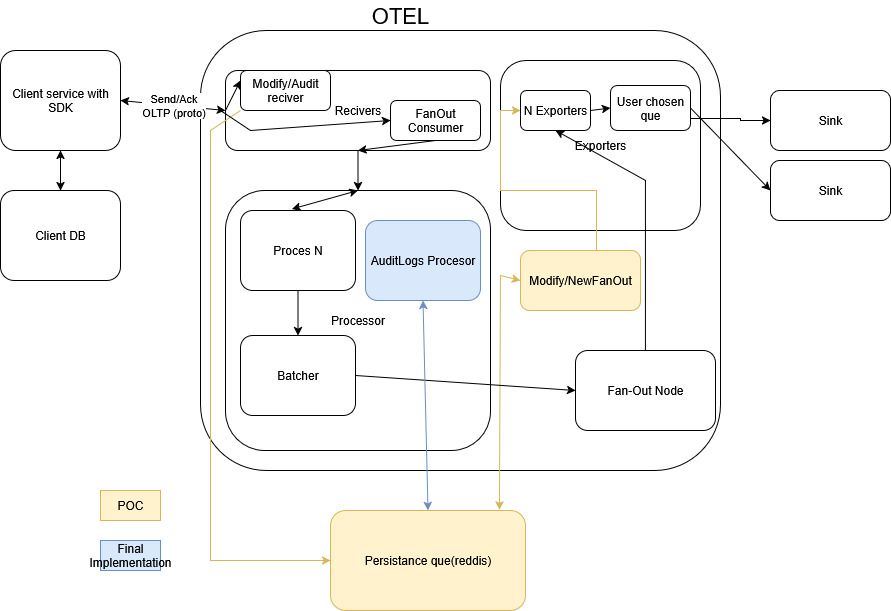 OTEL
Client service with
SDK
Send/Ack
OLTP (proto)
Modify/Audit
reciver
Recivers
FanOut
Consumer
N Exporters
User chosen
que
Exporters
Sink
Sink
Client DB
Proces N
AuditLogs Procesor
Modify/NewFanOut
Processor
Batcher
Fan-Out Node
POC
Final
Implementation
Persistance que(reddis)